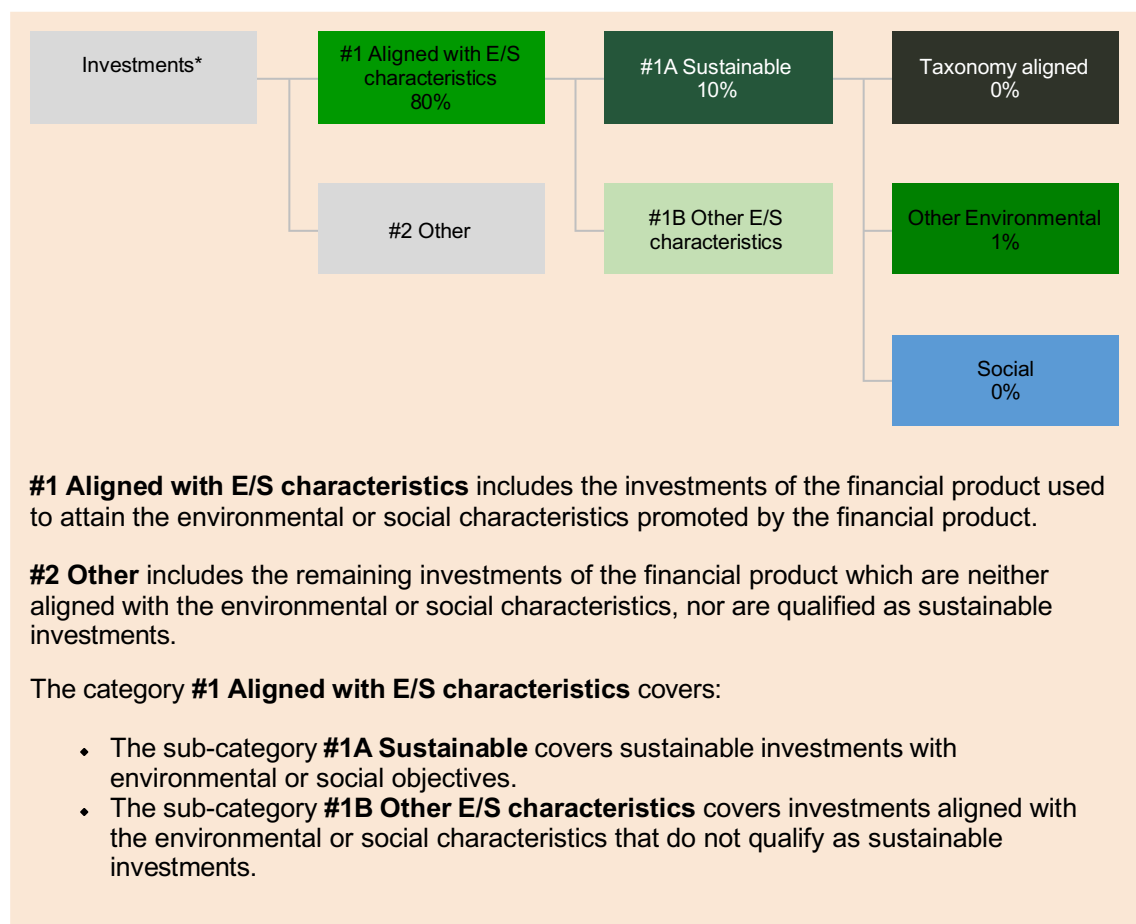 Investments*
#1 Aligned with E/S
characteristics
80%
#1A Sustainable
10%
Taxonomy aligned
0%
#2 Other
#1B Other E/S
characteristics
Other Environmental
1%
Social
0%
#1 Aligned with E/S characteristics includes the investments of the financial product used
to attain the environmental or social characteristics promoted by the financial product.
#2 Other includes the remaining investments of the financial product which are neither
aligned with the environmental or social characteristics, nor are qualified as sustainable
investments.
The category #1 Aligned with E/S characteristics covers:
• The sub-category #1A Sustainable covers sustainable investments with
environmental or social objectives.
• The sub-category #1B Other E/S characteristics covers investments aligned with
the environmental or social characteristics that do not qualify as sustainable
investments.